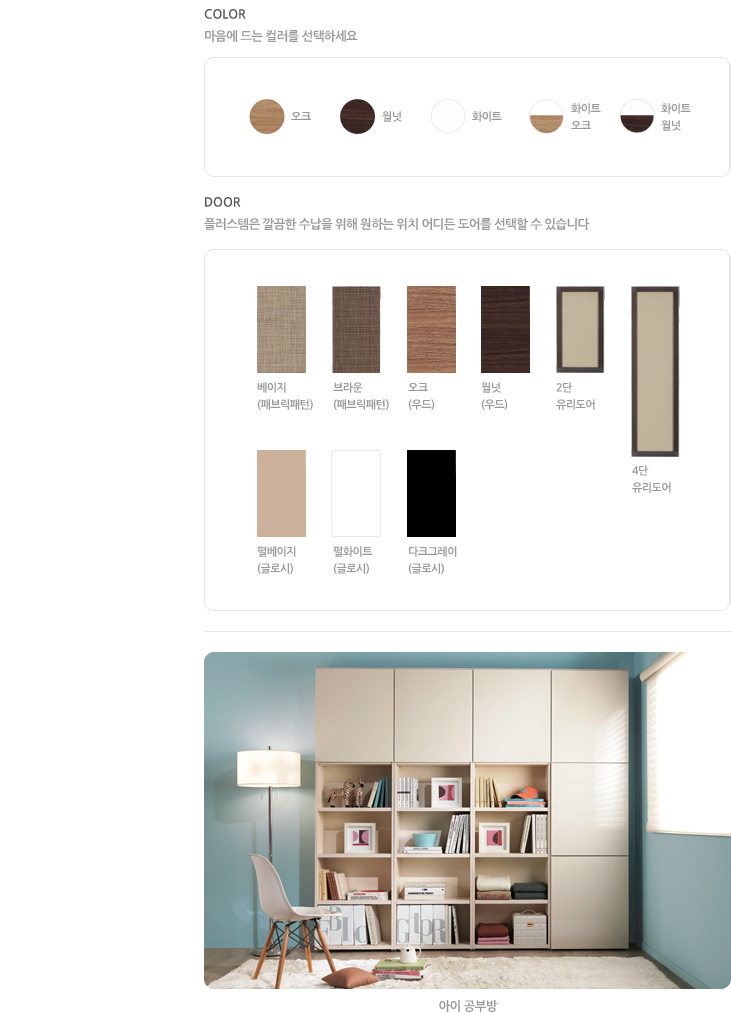 COLOR
마음에 드는 컬러를 선택하세요
오크
월넛
화이트
화이트
오크
화이트
월넛
DOOR
플러스템은 깔끔한 수납을 위해 원하는 위치 어디든 도어를 선택할 수 있습니다
베이지
(패브릭패턴)
브라운
(패브릭패턴)
오크
(우드)
월넛
(우드)
2단
유리도어
4단
유리도어
펄베이지
(글로시)
펄화이트
(글로시)
다크그레이
(글로시)
아이 공부방